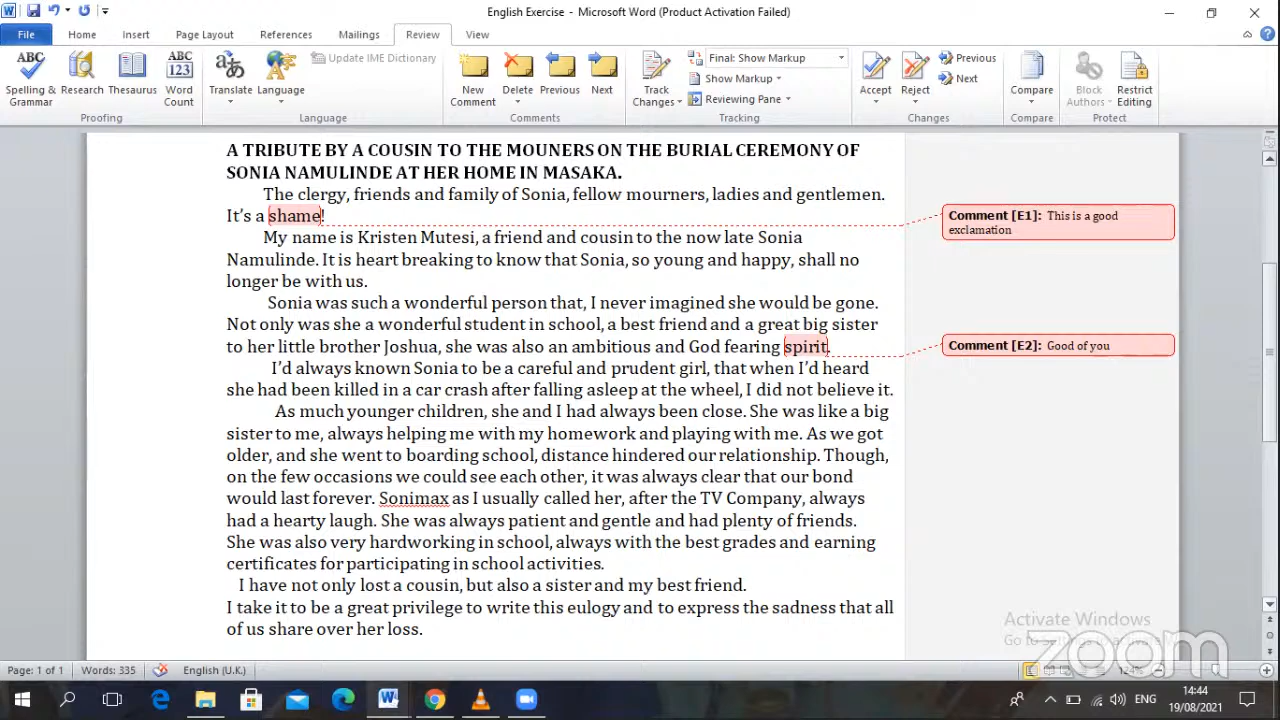 English Exercise - Microsoft Word (Product Activation Failed)
File Home Insert Page Layout References Mailings Review View
ABC Spelling & Grammar
Research
Thesaurus
ABC 123 Word Count
Translate
Language
Update IME Dictionary
New Comment
Delete
Previous
Next
Track Changes
Final: Show Markup
Show Markup
Reviewing Pane
Accept
Reject
Previous
Next
Compare
Block Authors
Restrict Editing
Proofing Language Comments Tracking Changes Compare Protect
A TRIBUTE BY A COUSIN TO THE MOUNERS ON THE BURIAL CEREMONY OF
SONIA NAMULINDE AT HER HOME IN MASAKA.
The clergy, friends and family of Sonia, fellow mourners, ladies and gentlemen.
It's a shame!
My name is Kristen Mutesi, a friend and cousin to the now late Sonia
Namulinde. It is heart breaking to know that Sonia, so young and happy, shall no
longer be with us.
Sonia was such a wonderful person that, I never imagined she would be gone.
Not only was she a wonderful student in school, a best friend and a great big sister
to her little brother Joshua, she was also an ambitious and God fearing spirit.
I'd always known Sonia to be a careful and prudent girl, that when I'd heard
she had been killed in a car crash after falling asleep at the wheel, I did not believe it.
As much younger children, she and I had always been close. She was like a big
sister to me, always helping me with my homework and playing with me. As we got
older, and she went to boarding school, distance hindered our relationship. Though,
on the few occasions we could see each other, it was always clear that our bond
would last forever. Sonimax as I usually called her, after the TV Company, always
had a hearty laugh. She was always patient and gentle and had plenty of friends.
She was also very hardworking in school, always with the best grades and earning
certificates for participating in school activities.
I have not only lost a cousin, but also a sister and my best friend.
I take it to be a great privilege to write this eulogy and to express the sadness that all
of us share over her loss.
Comment [E1]: This is a good
exclamation
Comment [E2]: Good of you
Activate Windows
Go to
zoom
Page: 1 of 1 Words: 335 English (U.K.) 124%
ENG
14:44
19/08/2021